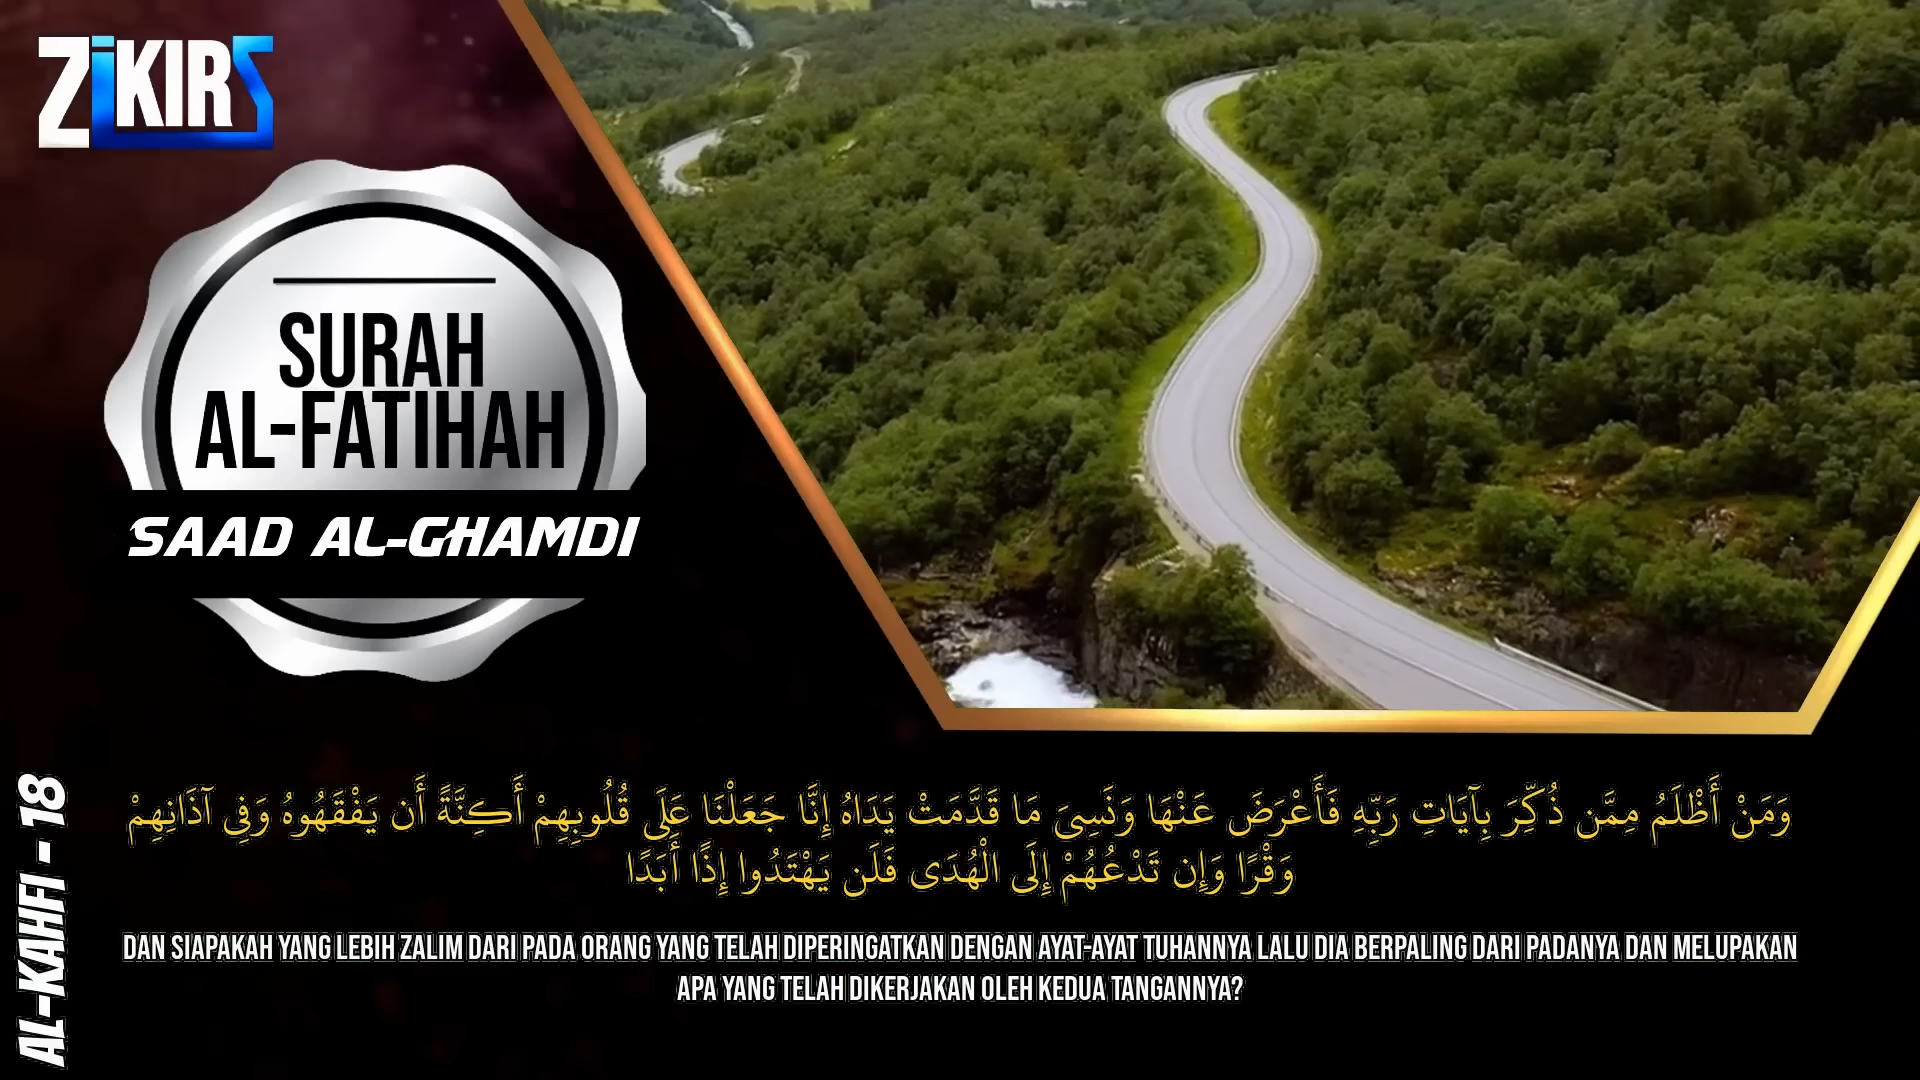 ZiKIRS
SURAH
AL-FATIHAH
SAAD AL-GHAMDI
AL-KAHFI - 18
وَمَنْ أَظْلَمُ مِمَّن ذُكِّرَ بِآيَاتِ رَبِّهِ فَأَعْرَضَ عَنْهَا وَنَسِيَ مَا قَدَّمَتْ يَدَاهُ إِنَّا جَعَلْنَا عَلَى قُلُوبِهِمْ أَكِنَّةً أَن يَفْقَهُوهُ وَفِي آذَانِهِمْ
وَقْرًا وَإِن تَدْعُهُمْ إِلَى الْهُدَى فَلَن يَهْتَدُوا إِذًا أَبَدًا
DAN SIAPAKAH YANG LEBIH ZALIM DARI PADA ORANG YANG TELAH DIPERINGATKAN DENGAN AYAT-AYAT TUHANNYA LALU DIA BERPALING DARI PADANYA DAN MELUPAKAN
APA YANG TELAH DIKERJAKAN OLEH KEDUA TANGANNYA?